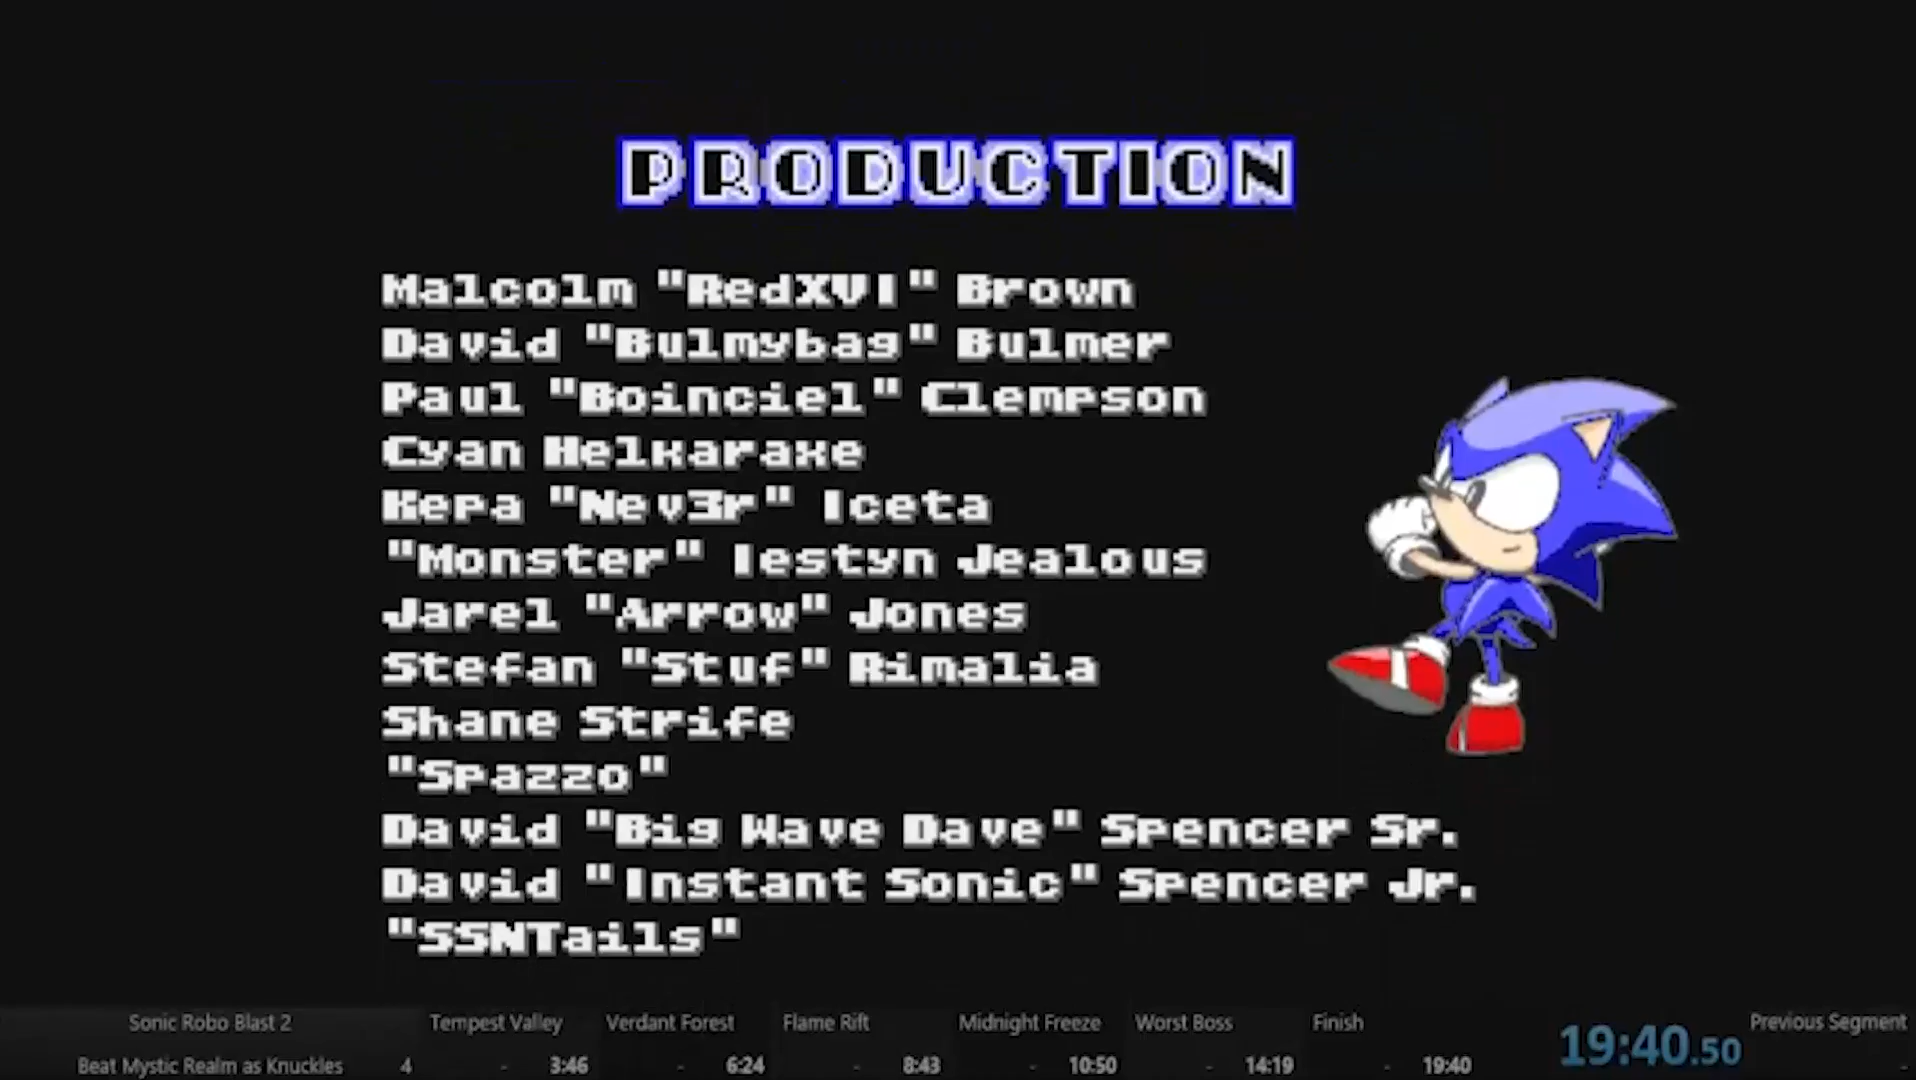 PRODUCTION
Malcolm "RedXVI" Brown
David "Bulmybag" Bulmer
Paul "Boinciel" Clempson
Cyan Helkaraxe
Kepa "Nev3r" Iceta
"Monster" Iestyn Jealous
Jarel "Arrow" Jones
Stefan "Stuf" Rimalia
Shane Strife
"Spazzo"
David "Big Wave Dave" Spencer Sr.
David "Instant Sonic" Spencer Jr.
"SSNTails"
Sonic Robo Blast 2 Tempest Valley Verdant Forest Flame Rift Midnight Freeze Worst Boss Finish 19:40.50 Previous Segment
Beat Mystic Realm as Knuckles 4 - 3:46 - 6:24 - 8:43 - 10:50 - 14:19 - 19:40 -